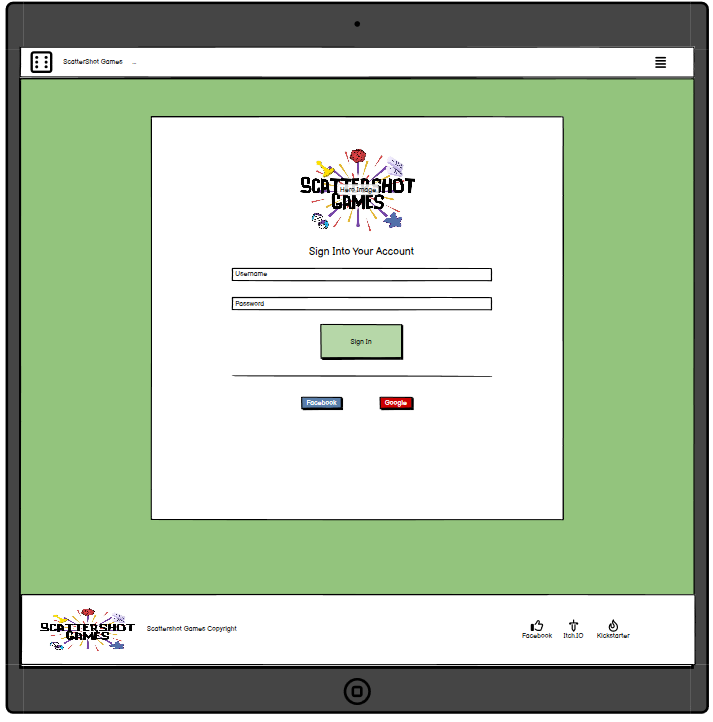 ScatterShot Games ...
SCATTERSHOT
Hero Image
GAMES
Sign Into Your Account
Username
Password
Sign In
Facebook Google
SCATTERSHOT
GAMES
Scattershot Games Copyright
Facebook Itch.IO Kickstarter